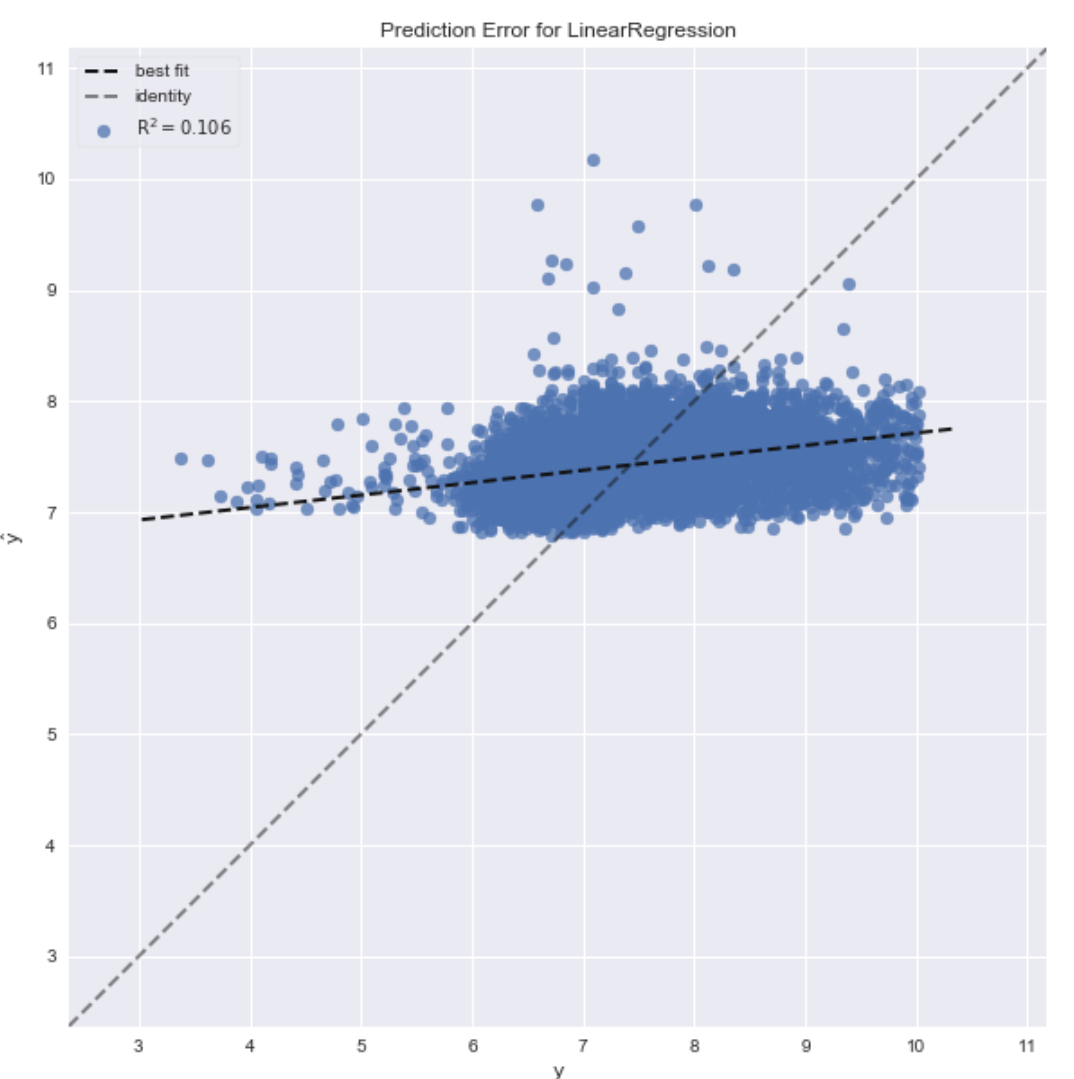 Prediction Error for LinearRegression
best fit
identity
R² = 0.106
11
10
9
8
7
6
5
4
3
ŷ
3 4 5 6 7 8 9 10 11
y